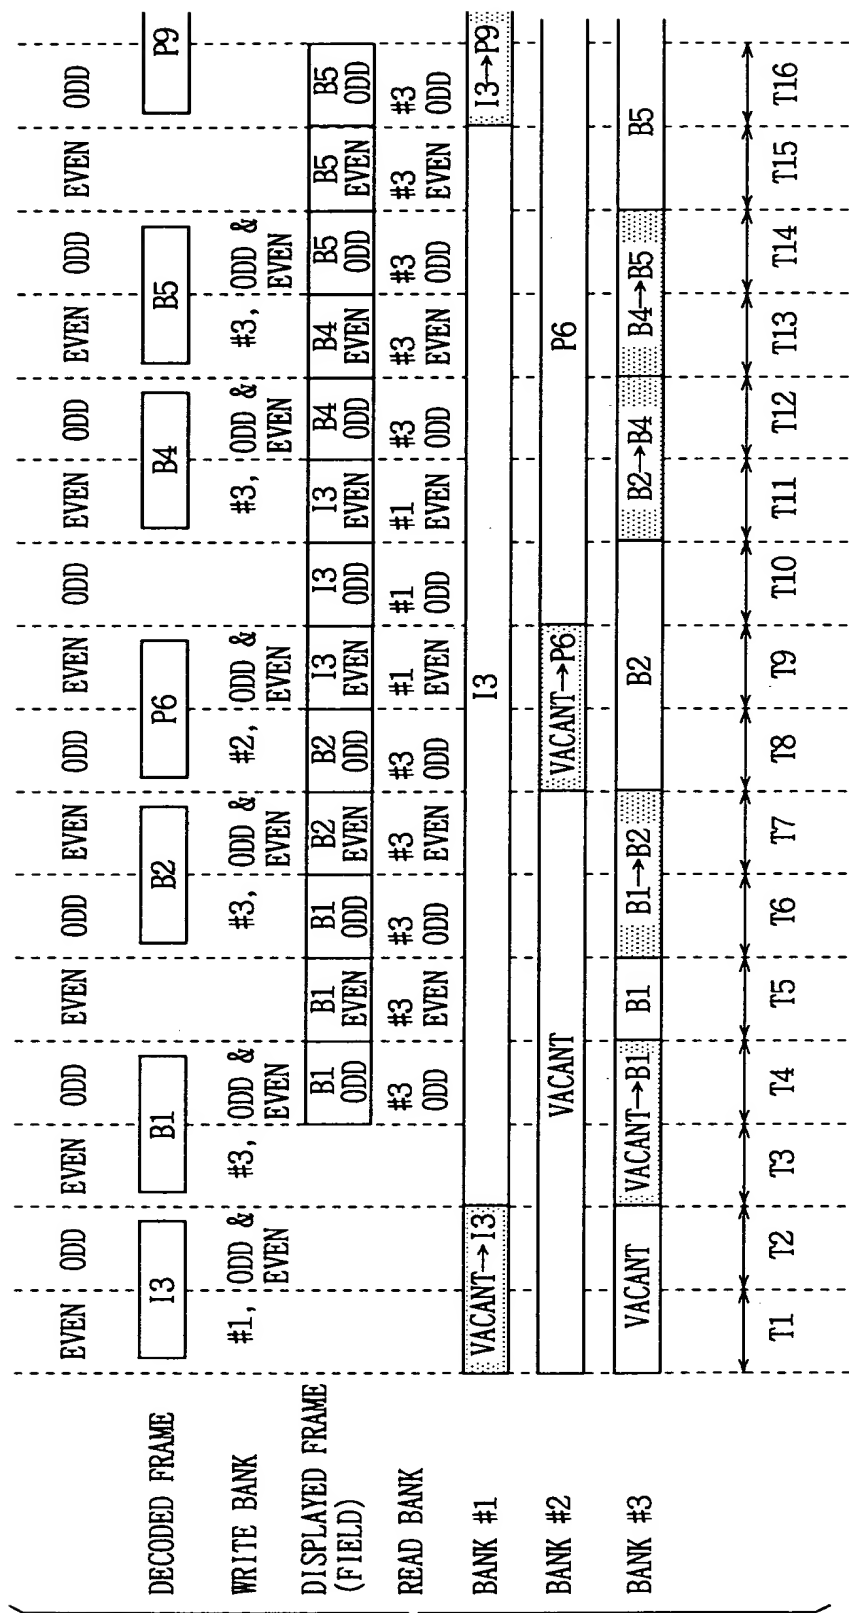 EVEN ODD EVEN ODD EVEN ODD EVEN ODD EVEN ODD EVEN ODD EVEN ODD EVEN ODD
DECODED FRAME I3 B1 B2 P6 B4 B5 P9
WRITE BANK #1, ODD & EVEN #3, ODD & EVEN #3, ODD & EVEN #2, ODD & EVEN #3, ODD & EVEN #3, ODD & EVEN
DISPLAYED FRAME B1 B1 B1 B2 B2 I3 I3 I3 B4 B4 B5 B5 B5
(FIELD) ODD EVEN ODD EVEN ODD EVEN ODD EVEN ODD EVEN ODD EVEN ODD
READ BANK #3 #3 #3 #3 #3 #1 #1 #1 #3 #3 #3 #3 #3
ODD EVEN ODD EVEN ODD EVEN ODD EVEN ODD EVEN ODD EVEN ODD
BANK #1 VACANT→I3 I3 I3→P9
BANK #2 VACANT VACANT→P6 P6
BANK #3 VACANT VACANT→B1 B1 B1→B2 B2 B2→B4 B4→B5 B5
T1 T2 T3 T4 T5 T6 T7 T8 T9 T10 T11 T12 T13 T14 T15 T16